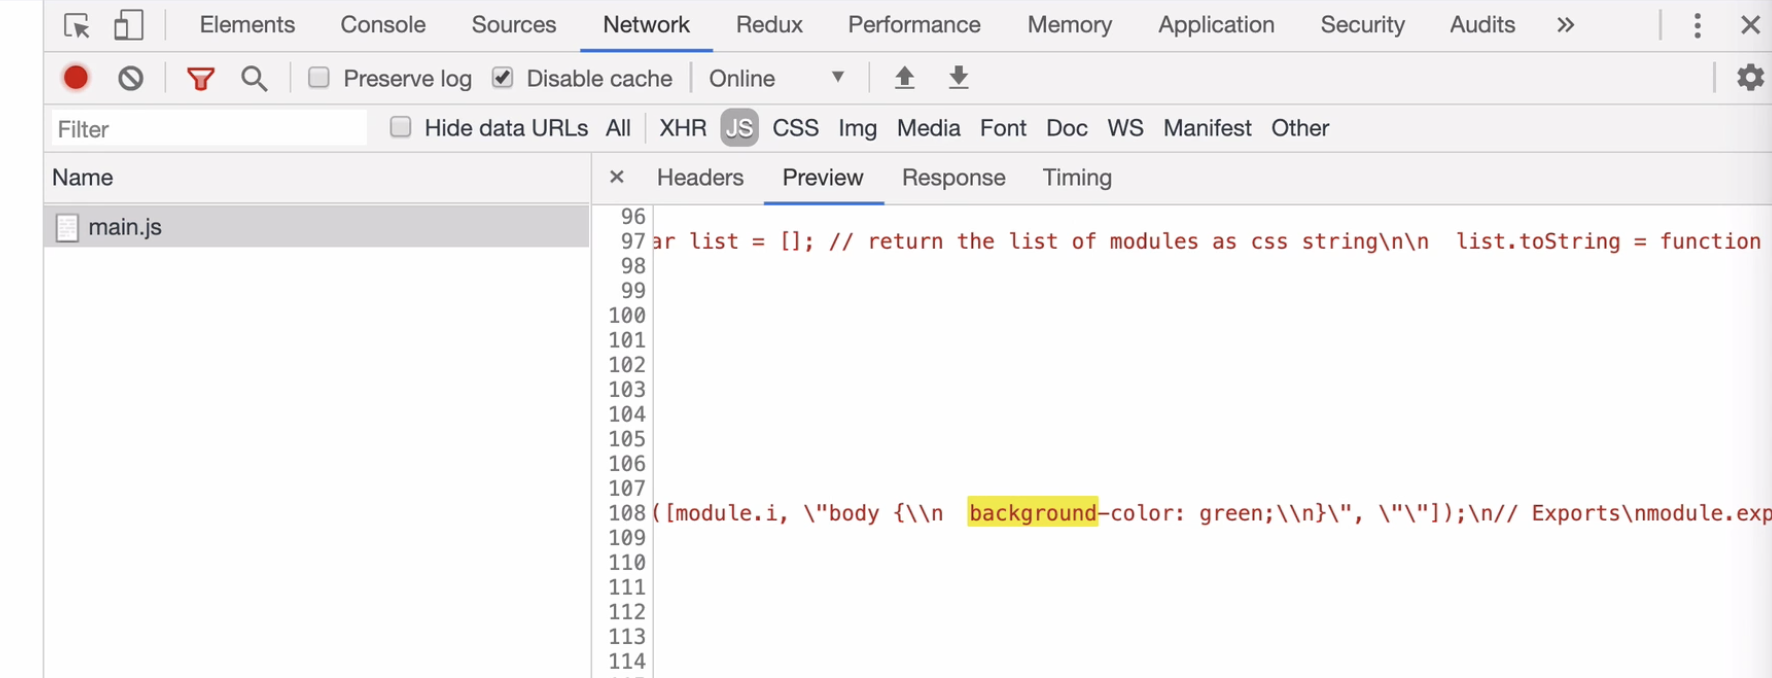 Elements Console Sources Network Redux Performance Memory Application Security Audits »
Preserve log Disable cache Online
Filter Hide data URLs All XHR JS CSS Img Media Font Doc WS Manifest Other
Name × Headers Preview Response Timing
main.js
96
97 ar list = []; // return the list of modules as css string\n\n  list.toString = function
98
99
100
101
102
103
104
105
106
107
108 ([module.i, \"body {\\n  background-color: green;\\n}\", \"\"]);\n// Exports\nmodule.exp
109
110
111
112
113
114